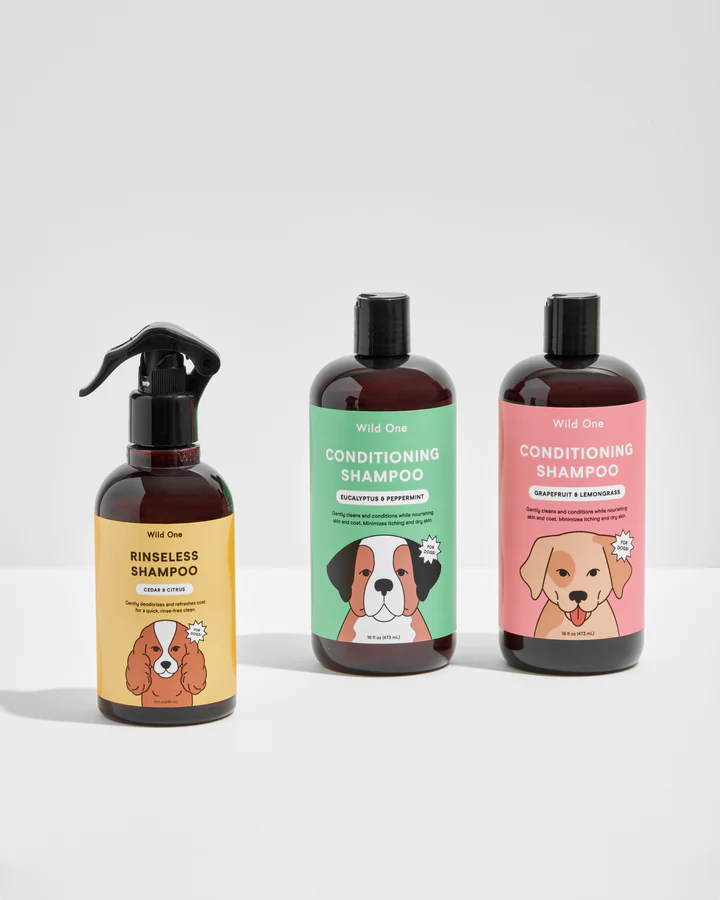 Wild One
RINSELESS
SHAMPOO
CEDAR & CITRUS
Gently deodorizes and refreshes coat
for a quick, rinse-free clean.
FOR
DOGS!
Wild One
CONDITIONING
SHAMPOO
EUCALYPTUS & PEPPERMINT
Gently cleans and conditions while nourishing
skin and coat. Minimizes itching and dry skin.
FOR
DOGS!
16 fl oz (473 mL)
Wild One
CONDITIONING
SHAMPOO
GRAPEFRUIT & LEMONGRASS
Gently cleans and conditions while nourishing
skin and coat. Minimizes itching and dry skin.
FOR
DOGS!
16 fl oz (473 mL)